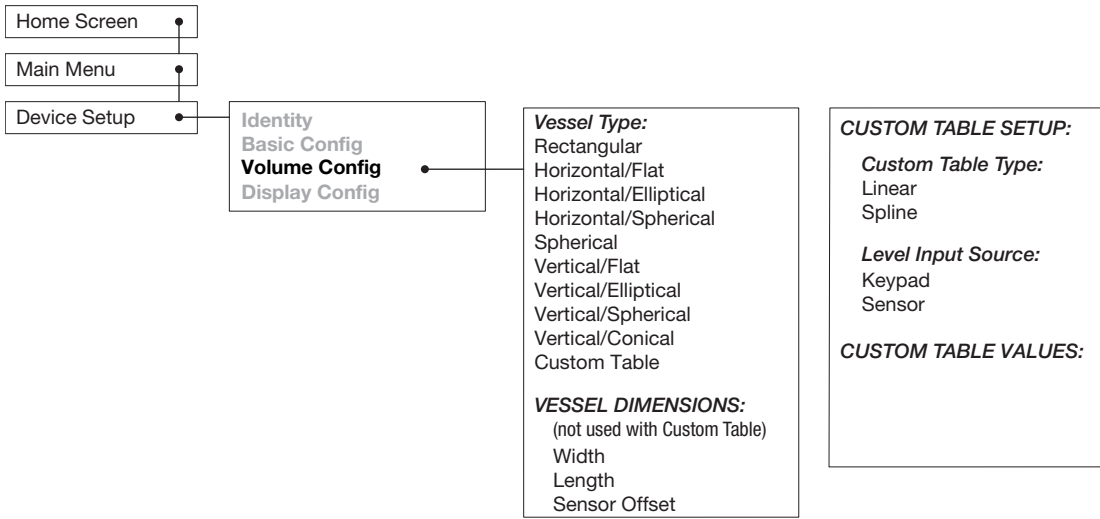 Home Screen
Main Menu
Device Setup
Identity
Basic Config
Volume Config
Display Config
Vessel Type:
Rectangular
Horizontal/Flat
Horizontal/Elliptical
Horizontal/Spherical
Spherical
Vertical/Flat
Vertical/Elliptical
Vertical/Spherical
Vertical/Conical
Custom Table
VESSEL DIMENSIONS:
(not used with Custom Table)
Width
Length
Sensor Offset
CUSTOM TABLE SETUP:
Custom Table Type:
Linear
Spline
Level Input Source:
Keypad
Sensor
CUSTOM TABLE VALUES: